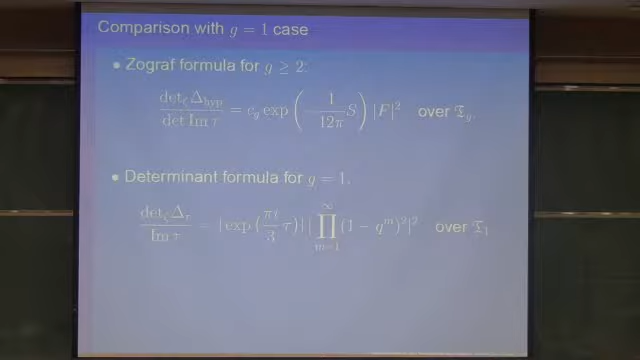 Comparison with g = 1 case
• Zograf formula for g ≥ 2:
det_ζ Δ_hyp / det Im τ = c_g exp( −1/12π S ) |F|² over 𝔗_g.
• Determinant formula for g = 1.
det_ζ Δ_τ / Im τ = |exp(πi/3 τ)| |∏_{m=1}^{∞} (1 − q^m)²|² over 𝔗_1